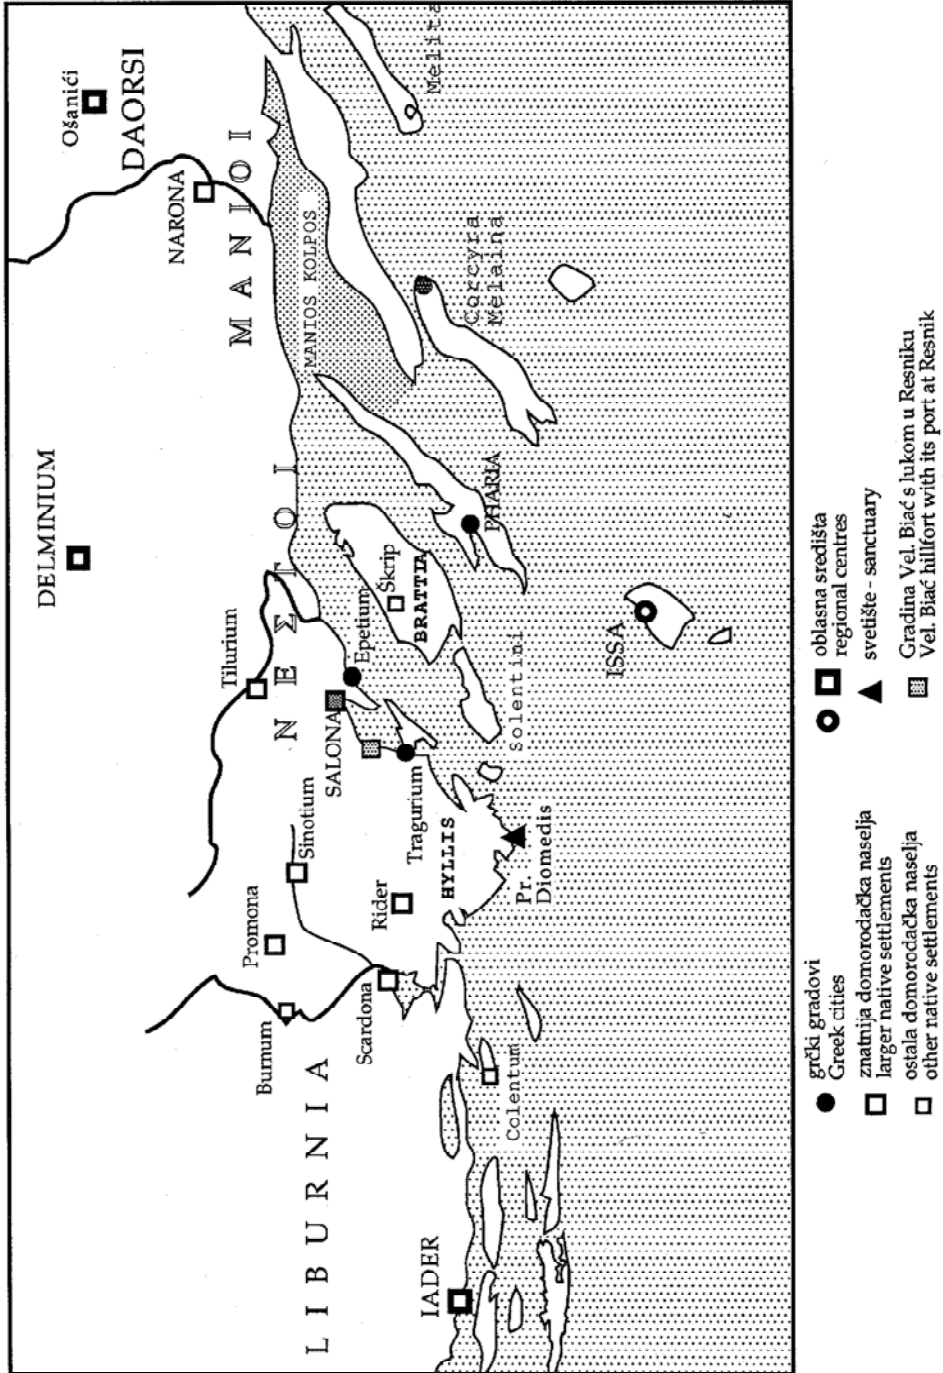 Ošanići
DAORSI
NARONA
MANIOI
MANIOS KOLPOS
Melita
Corcyra
Melaina
DELMINIUM
ΝΕΣΤΟΙ
Tilurium
SALONA
Epetium
Škrip
BRATTIA
PHARIA
ISSA
Solentini
Tragurium
Sinotium
Promona
Rider
HYLLIS
Pr.
Diomedis
Burnum
Scardona
LIBURNIA
Colentum
IADER
grčki gradovi
Greek cities
znatnija domorodačka naselja
larger native settlements
ostala domorodačka naselja
other native settlements
oblasna središta
regional centres
svetište - sanctuary
Gradina Vel. Biać s lukom u Resniku
Vel. Biać hillfort with its port at Resnik